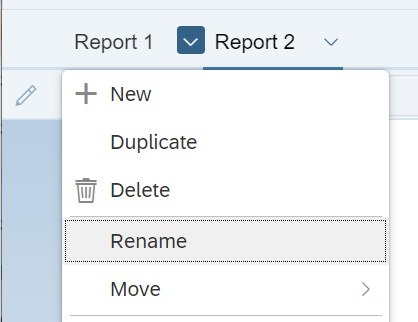 Report 1 Report 2
New
Duplicate
Delete
Rename
Move